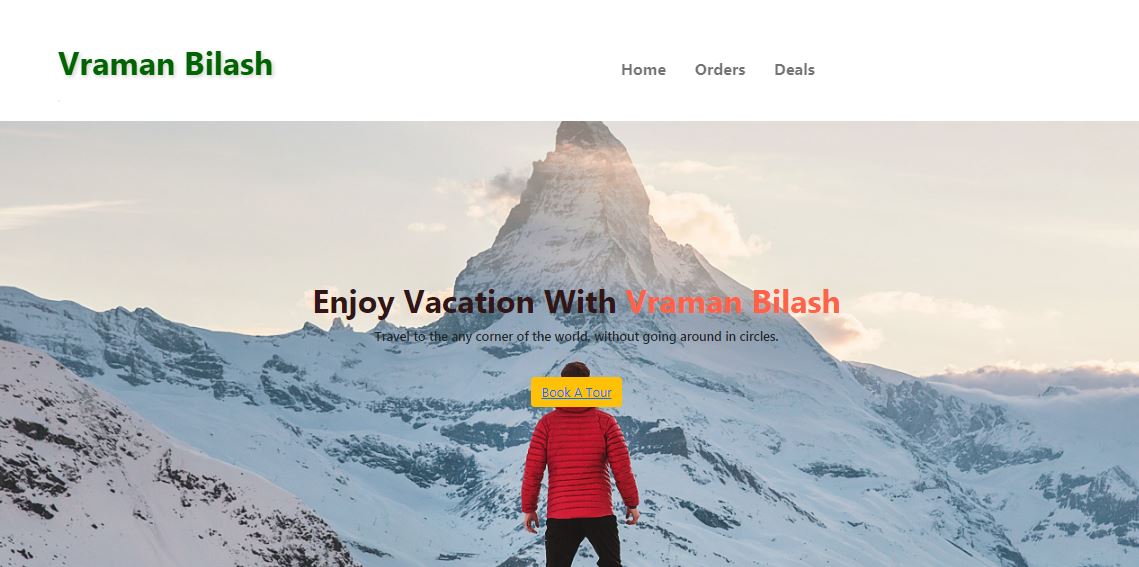 Vraman Bilash
Home Orders Deals
Enjoy Vacation With Vraman Bilash
Travel to the any corner of the world, without going around in circles.
Book A Tour